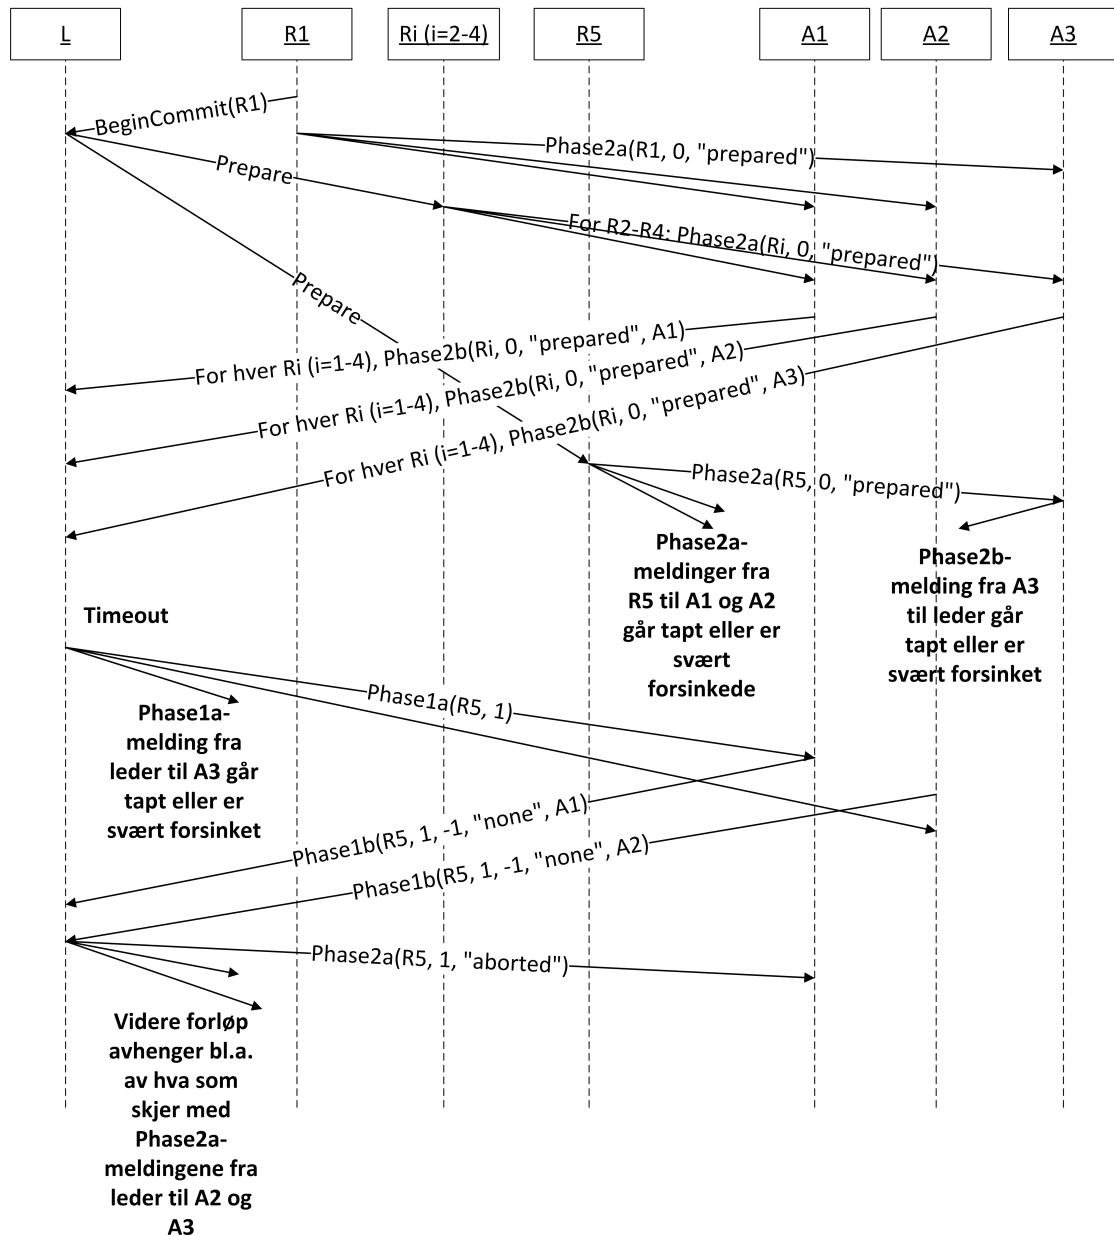 L
R1
Ri (i=2-4)
R5
A1
A2
A3
BeginCommit(R1)
Phase2a(R1, 0, "prepared")
Prepare
For R2-R4: Phase2a(Ri, 0, "prepared")
Prepare
For hver Ri (i=1-4), Phase2b(Ri, 0, "prepared", A1)
For hver Ri (i=1-4), Phase2b(Ri, 0, "prepared", A2)
For hver Ri (i=1-4), Phase2b(Ri, 0, "prepared", A3)
Phase2a(R5, 0, "prepared")
Phase2a-
meldinger fra
R5 til A1 og A2
går tapt eller er
svært
forsinkede
Phase2b-
melding fra A3
til leder går
tapt eller er
svært forsinket
Timeout
Phase1a(R5, 1)
Phase1a-
melding fra
leder til A3 går
tapt eller er
svært forsinket
Phase1b(R5, 1, -1, "none", A1)
Phase1b(R5, 1, -1, "none", A2)
Phase2a(R5, 1, "aborted")
Videre forløp
avhenger bl.a.
av hva som
skjer med
Phase2a-
meldingene fra
leder til A2 og
A3